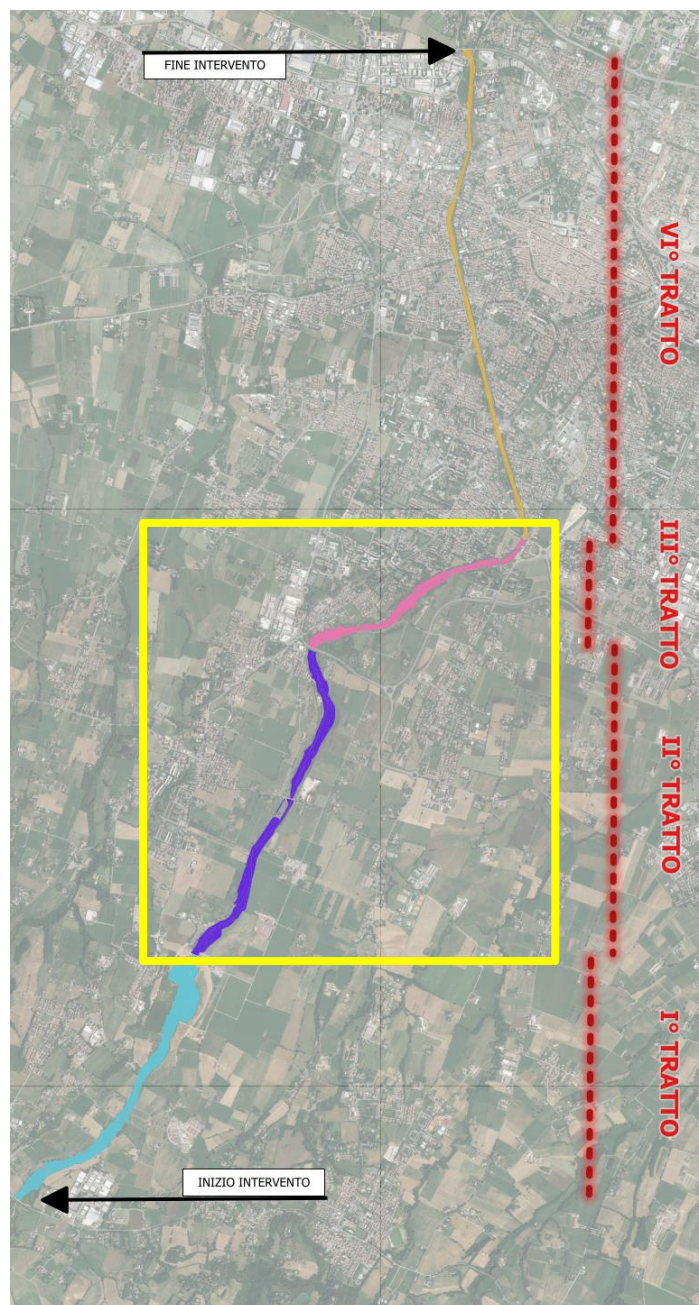 FINE INTERVENTO
VI° TRATTO
III° TRATTO
II° TRATTO
I° TRATTO
INIZIO INTERVENTO